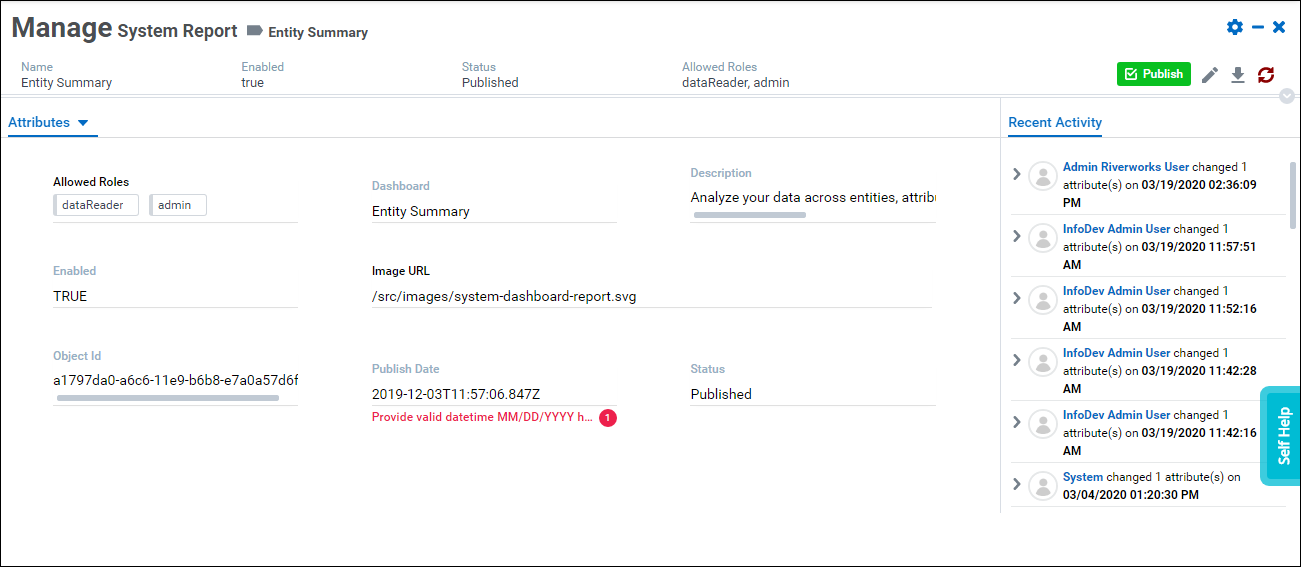 Manage System Report Entity Summary
Name
Entity Summary
Enabled
true
Status
Published
Allowed Roles
dataReader, admin
Publish
Attributes
Allowed Roles
dataReader admin
Dashboard
Entity Summary
Description
Analyze your data across entities, attribu
Enabled
TRUE
Image URL
/src/images/system-dashboard-report.svg
Object Id
a1797da0-a6c6-11e9-b6b8-e7a0a57d6f
Publish Date
2019-12-03T11:57:06.847Z
Provide valid datetime MM/DD/YYYY h... 1
Status
Published
Recent Activity
Admin Riverworks User changed 1
attribute(s) on 03/19/2020 02:36:09
PM
InfoDev Admin User changed 1
attribute(s) on 03/19/2020 11:57:51
AM
InfoDev Admin User changed 1
attribute(s) on 03/19/2020 11:52:16
AM
InfoDev Admin User changed 1
attribute(s) on 03/19/2020 11:42:28
AM
InfoDev Admin User changed 1
attribute(s) on 03/19/2020 11:42:16
AM
System changed 1 attribute(s) on
03/04/2020 01:20:30 PM
Self Help